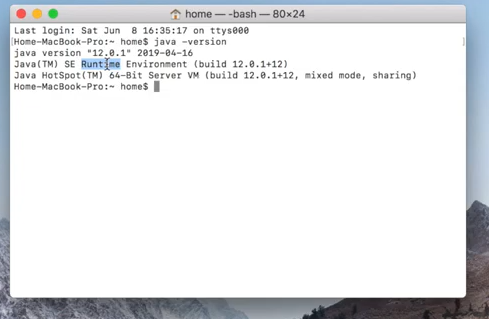 home — -bash — 80×24
Last login: Sat Jun  8 16:35:17 on ttys000
[Home-MacBook-Pro:~ home$ java -version ]
java version "12.0.1" 2019-04-16
Java(TM) SE Runtime Environment (build 12.0.1+12)
Java HotSpot(TM) 64-Bit Server VM (build 12.0.1+12, mixed mode, sharing)
Home-MacBook-Pro:~ home$